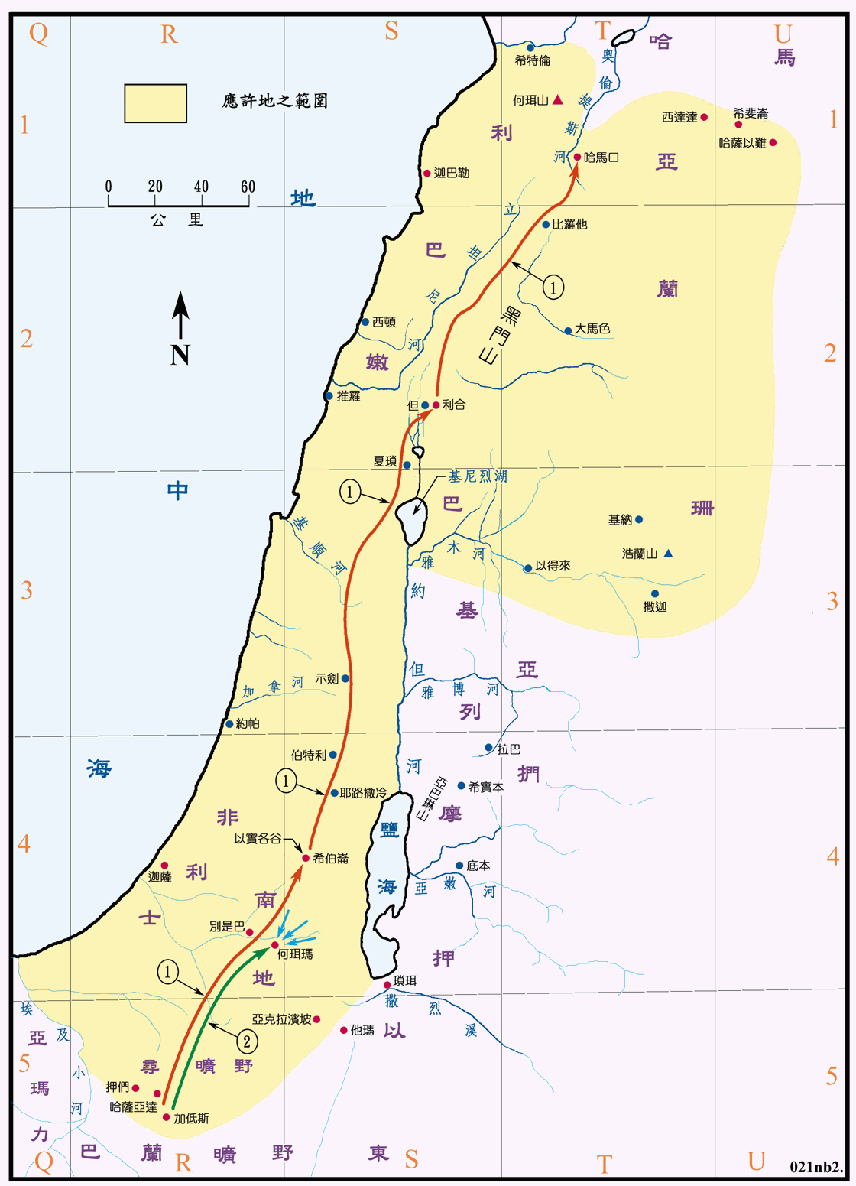 Q R S T U
希特倫
哈
馬
奧倫提斯河
應許地之範圍
何珥山
西達達
希斐崙
1
利
哈薩以難
1
哈馬口
亞
迦巴勒
0 20 40 60
公里
地
立坦尼河
比羅他
巴
蘭
1
大馬色
西頓
黑門山
N
2
嫩
2
推羅
但
利合
夏瑣
基尼烈湖
中
1
巴
珊
基納
基順河
雅木河
浩蘭山
以得來
3
約但河
撒迦
3
基
示劍
亞
加拿河
雅博河
列
約帕
拉巴
伯特利
海
捫
1
耶路撒冷
希實本
亞巴琳山
非
摩
鹽海
以實各谷
4
希伯崙
4
迦薩
利
底本
亞嫩河
南
士
別是巴
何珥瑪
押
地
1
瑣珥
撒烈溪
埃及小河
亞克拉濱坡
他瑪
以
亞
2
5
尋曠野
5
瑪
押們
哈薩亞達
加低斯
力
巴蘭曠野
東
Q R S T U
021nb2.